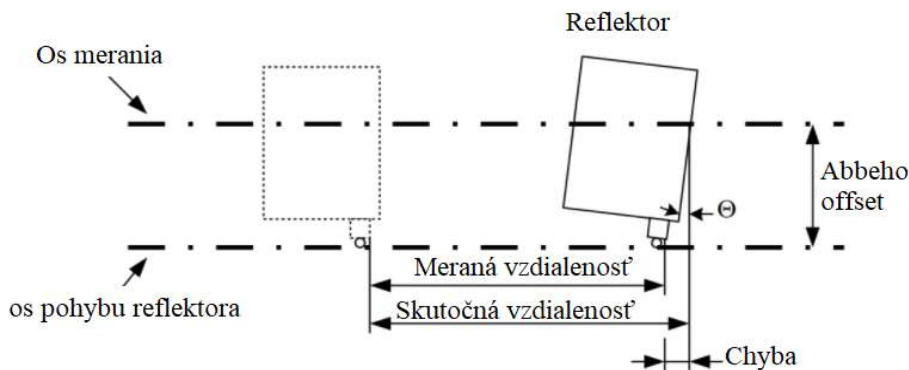 Reflektor
Os merania
Abbeho
offset
Θ
Meraná vzdialenosť
os pohybu reflektora
Skutočná vzdialenosť
Chyba